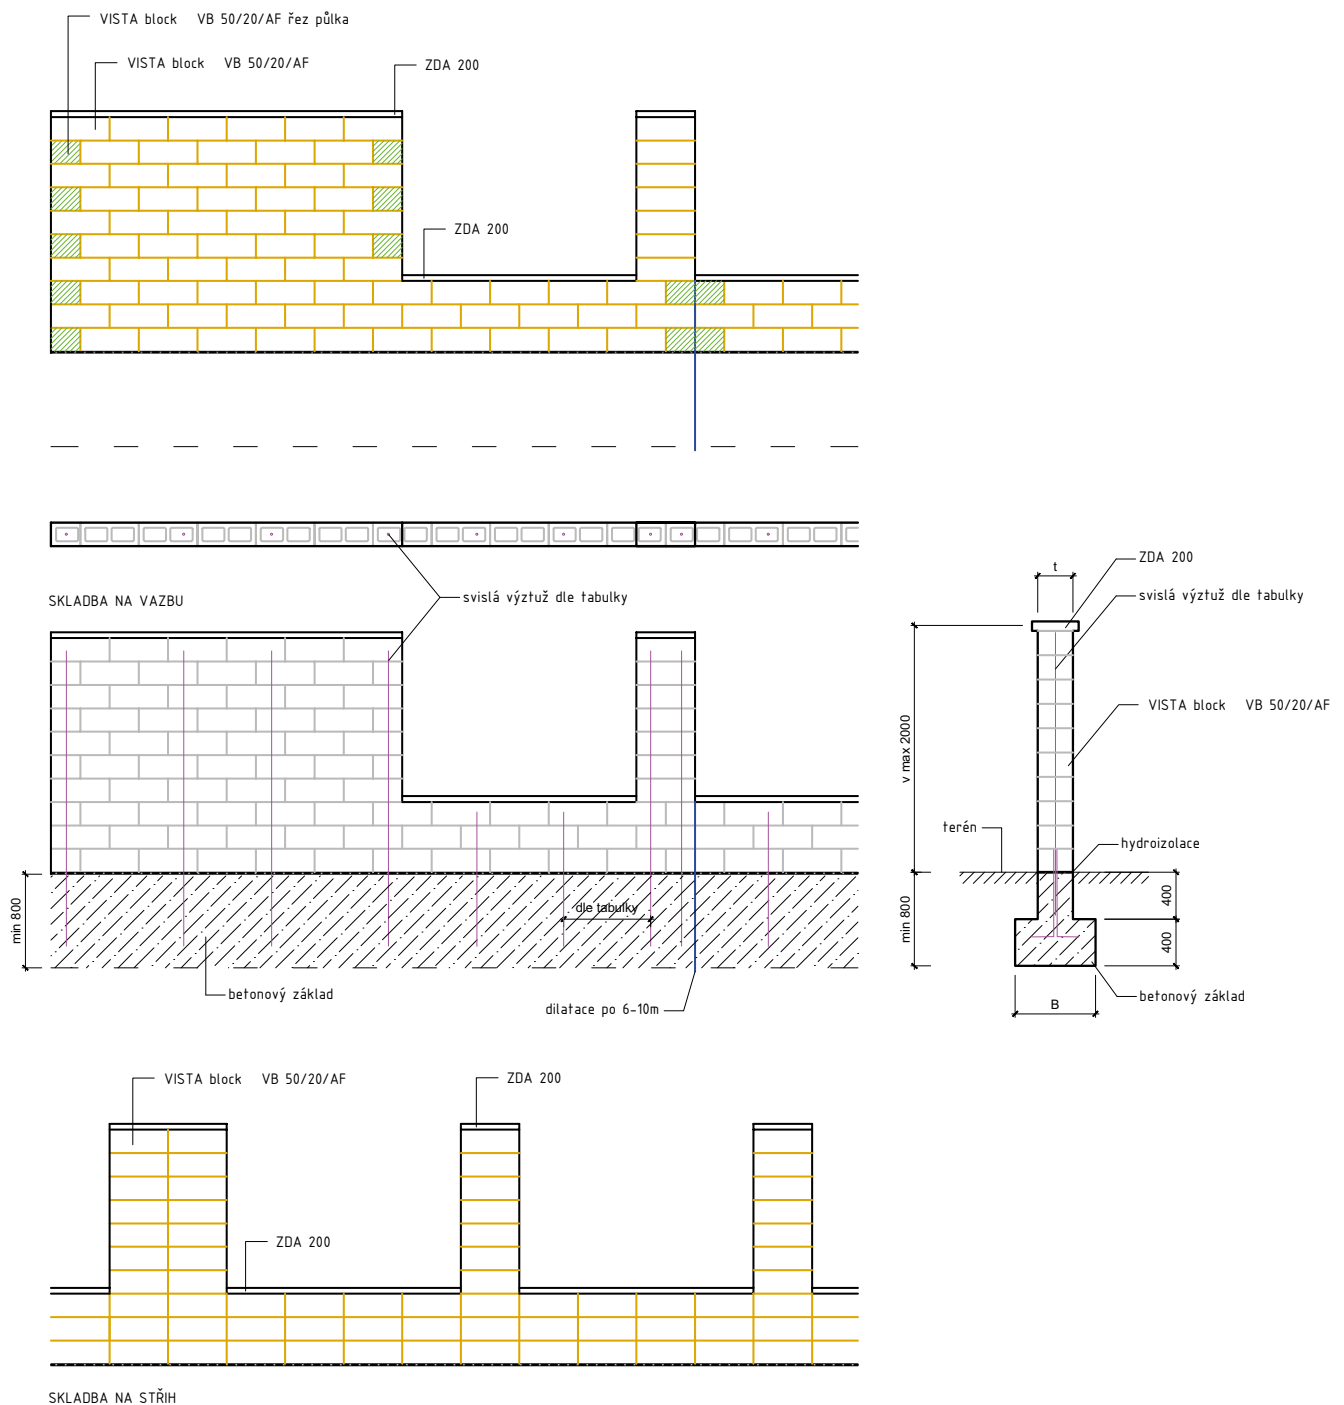 VISTA block VB 50/20/AF řez půlka
VISTA block VB 50/20/AF
ZDA 200
ZDA 200
SKLADBA NA VAZBU
svislá výztuž dle tabulky
min 800
dle tabulky
betonový základ
dilatace po 6-10m
t
ZDA 200
svislá výztuž dle tabulky
VISTA block VB 50/20/AF
v max 2000
terén
hydroizolace
min 800
400
400
B
betonový základ
VISTA block VB 50/20/AF
ZDA 200
ZDA 200
SKLADBA NA STŘIH